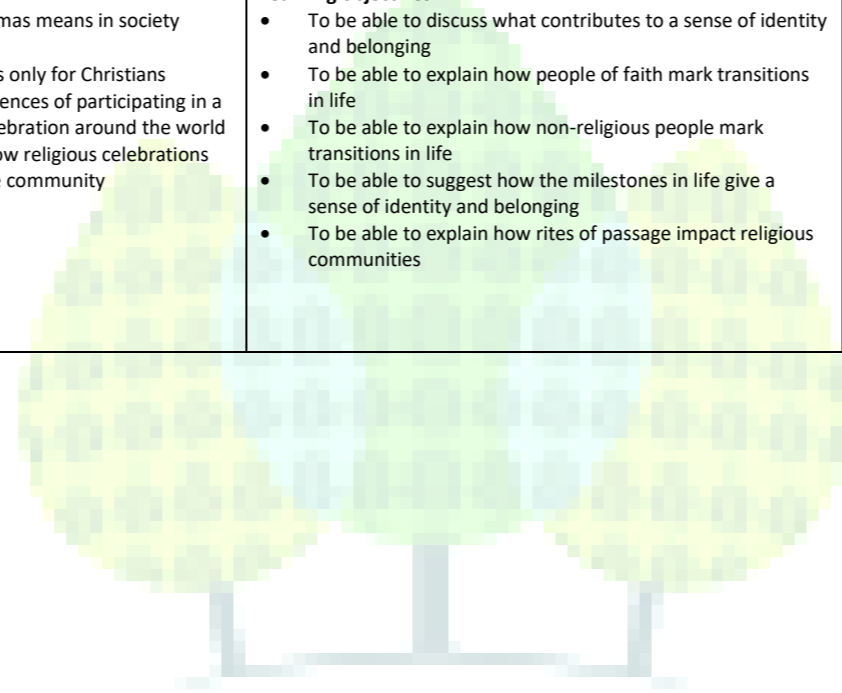 mas means in society
s only for Christians
ences of participating in a
ebration around the world
ow religious celebrations
community
• To be able to discuss what contributes to a sense of identity
and belonging
• To be able to explain how people of faith mark transitions
in life
• To be able to explain how non-religious people mark
transitions in life
• To be able to suggest how the milestones in life give a
sense of identity and belonging
• To be able to explain how rites of passage impact religious
communities